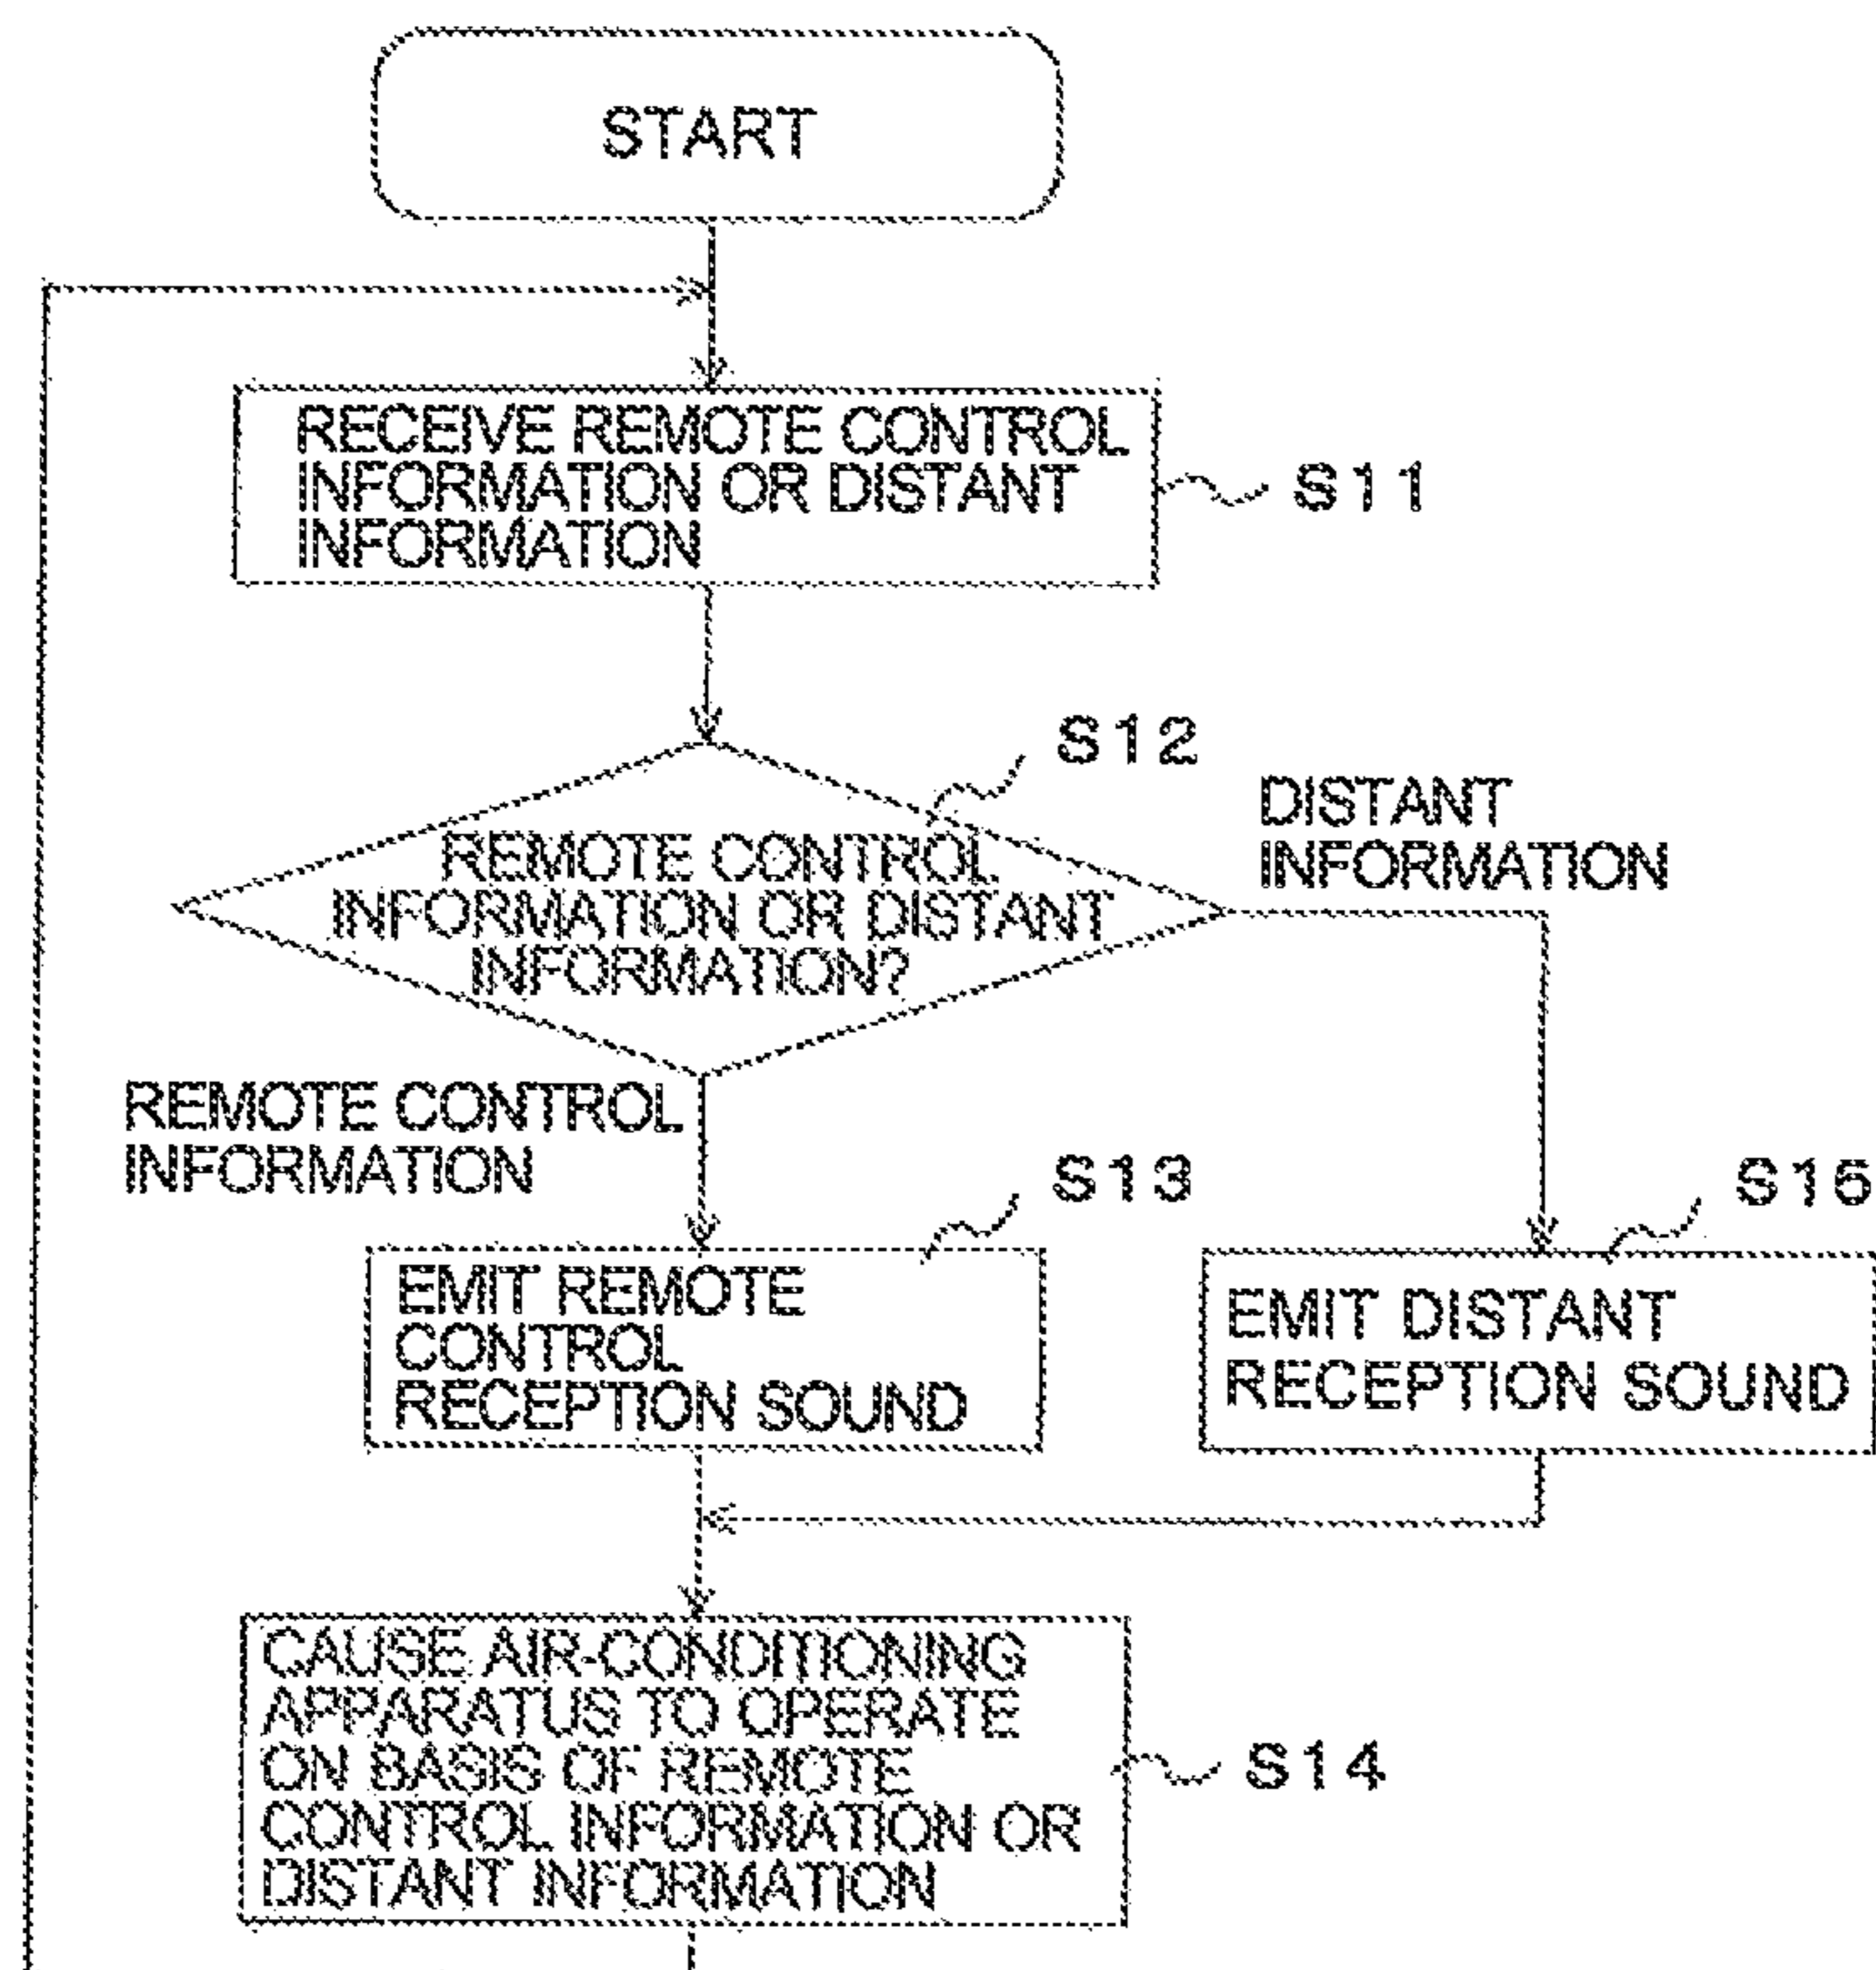 START
RECEIVE REMOTE CONTROL
INFORMATION OR DISTANT
INFORMATION
S11
S12
REMOTE CONTROL
INFORMATION OR DISTANT
INFORMATION?
DISTANT
INFORMATION
REMOTE CONTROL
INFORMATION
S13
EMIT REMOTE
CONTROL
RECEPTION SOUND
S15
EMIT DISTANT
RECEPTION SOUND
CAUSE AIR-CONDITIONING
APPARATUS TO OPERATE
ON BASIS OF REMOTE
CONTROL INFORMATION OR
DISTANT INFORMATION
S14